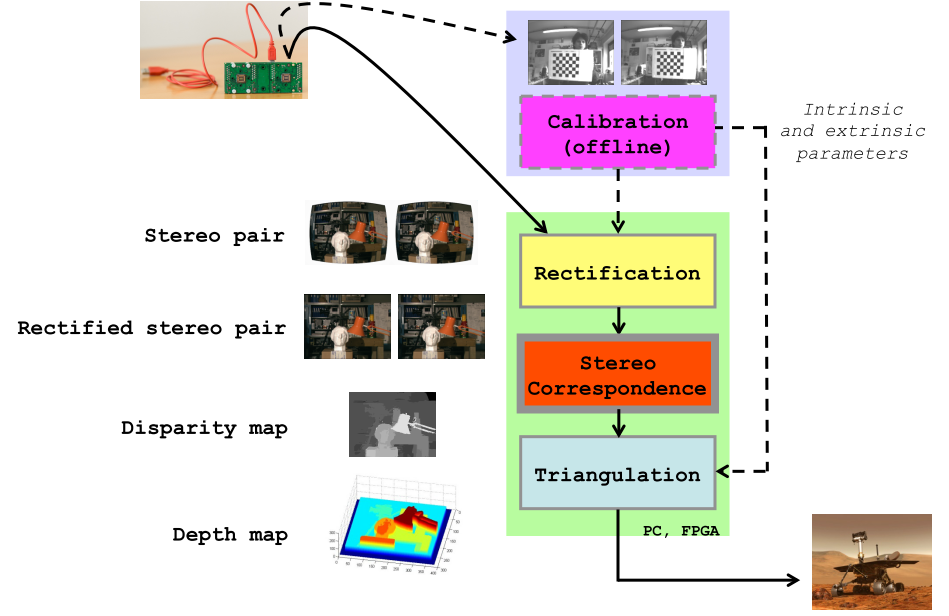 Calibration
(offline)
Intrinsic
and extrinsic
parameters
Stereo pair
Rectification
Rectified stereo pair
Stereo
Correspondence
Disparity map
Triangulation
Depth map
PC, FPGA